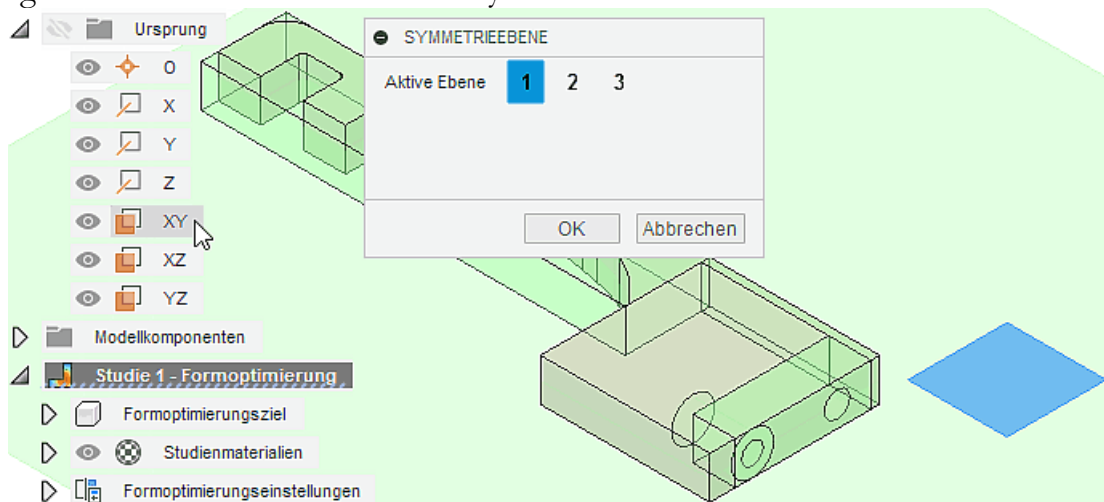 Ursprung
SYMMETRIEEBENE
Aktive Ebene 1 2 3
O
X
Y
Z
XY
XZ
YZ
OK Abbrechen
Modellkomponenten
Studie 1 - Formoptimierung
Formoptimierungsziel
Studienmaterialien
Formoptimierungseinstellungen